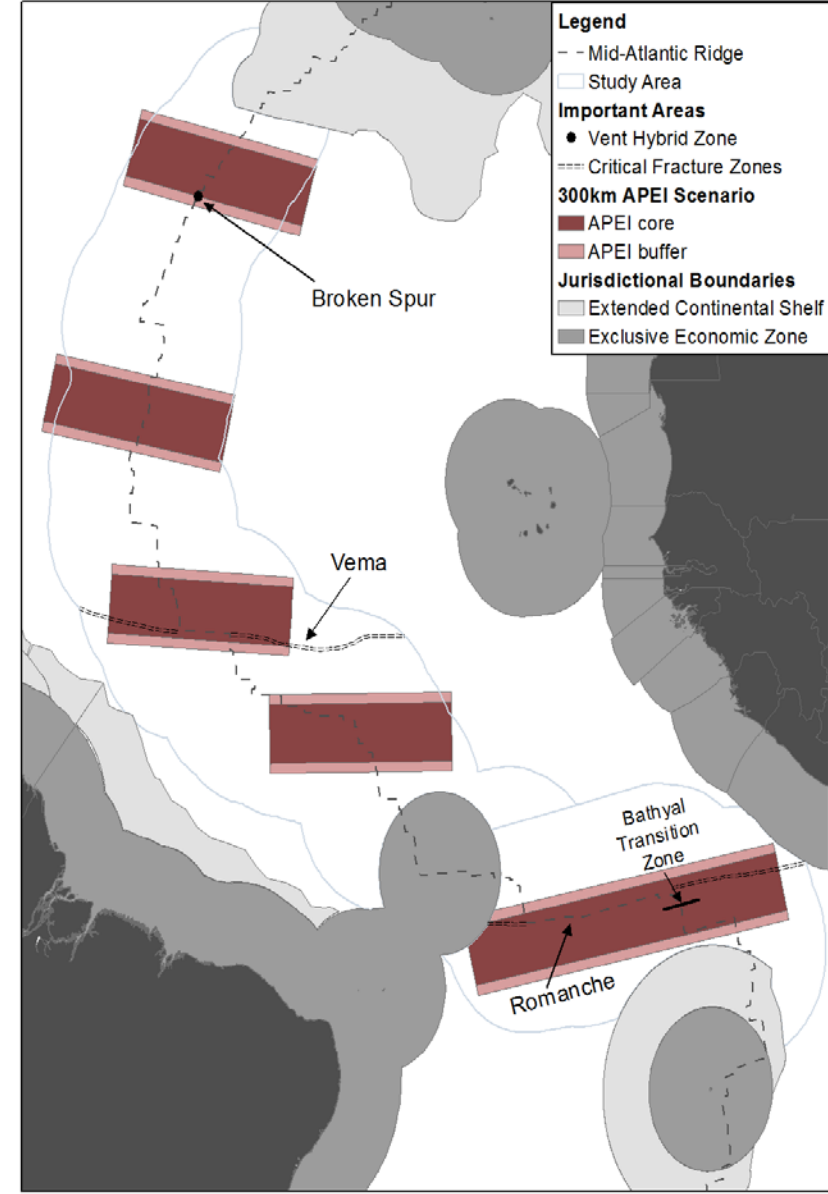 Legend
Mid-Atlantic Ridge
Study Area
Important Areas
Vent Hybrid Zone
Critical Fracture Zones
300km APEI Scenario
APEI core
APEI buffer
Jurisdictional Boundaries
Extended Continental Shelf
Exclusive Economic Zone
Broken Spur
Vema
Bathyal
Transition
Zone
Romanche